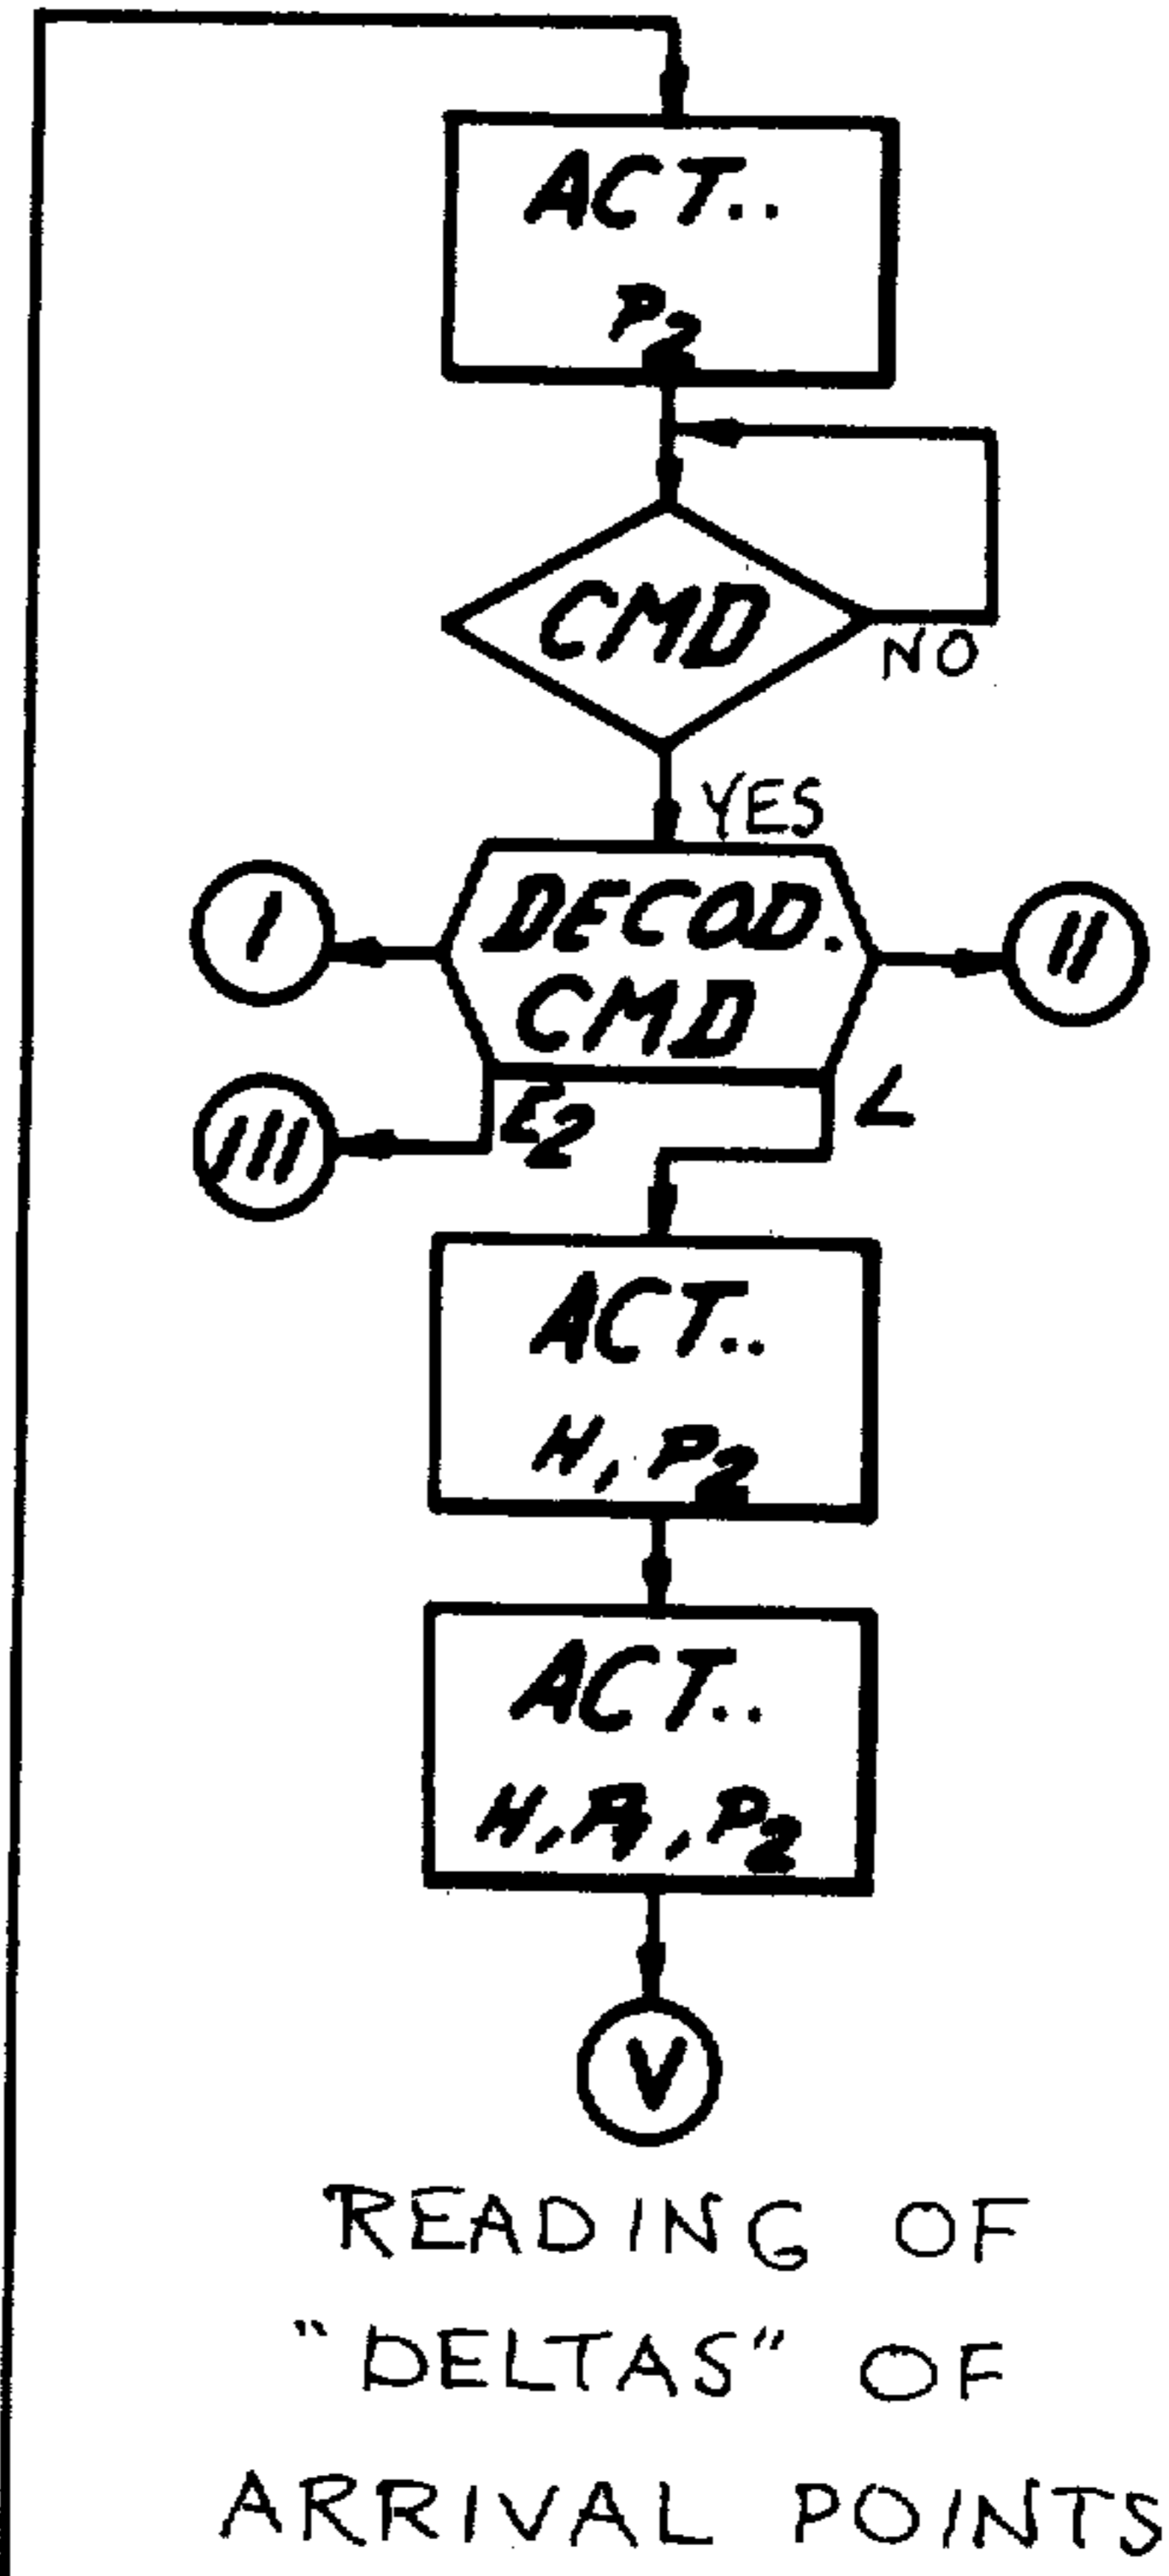 ACT..
P2
CMD
NO
YES
I
DECOD.
CMD
II
III
E2
L
ACT..
H, P2
ACT..
H, P1, P2
V
READING OF
"DELTAS" OF
ARRIVAL POINTS